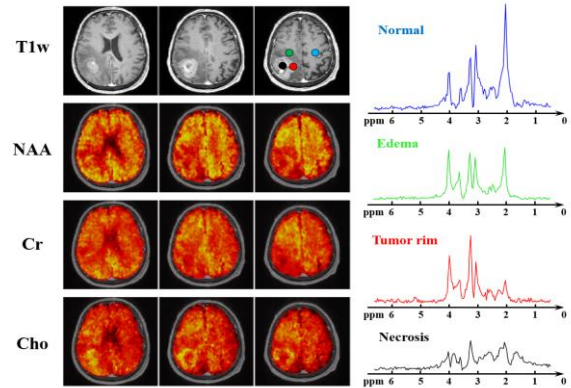 T1w
NAA
Cr
Cho
Normal
ppm 6 5 4 3 2 1 0
Edema
ppm 6 5 4 3 2 1 0
Tumor rim
ppm 6 5 4 3 2 1 0
Necrosis
ppm 6 5 4 3 2 1 0